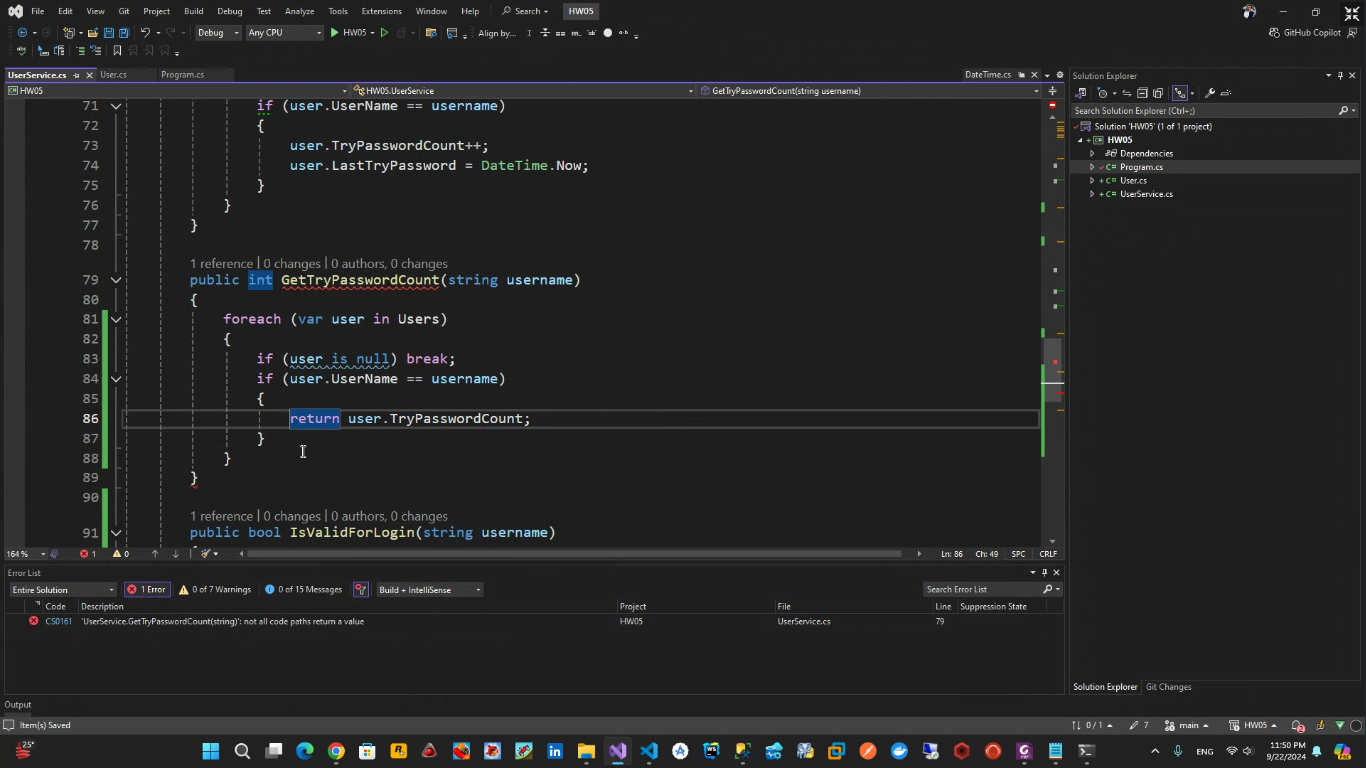 File Edit View Git Project Build Debug Test Analyze Tools Extensions Window Help Search HW05
GitHub Copilot
Debug Any CPU HW05 Align by...
UserService.cs User.cs Program.cs DateTime.cs
HW05 HW05.UserService GetTryPasswordCount(string username)
71 if (user.UserName == username)
72 {
73 user.TryPasswordCount++;
74 user.LastTryPassword = DateTime.Now;
75 }
76 }
77 }
78
1 reference | 0 changes | 0 authors, 0 changes
79 public int GetTryPasswordCount(string username)
80 {
81 foreach (var user in Users)
82 {
83 if (user is null) break;
84 if (user.UserName == username)
85 {
86 return user.TryPasswordCount;
87 }
88 }
89 }
90
1 reference | 0 changes | 0 authors, 0 changes
91 public bool IsValidForLogin(string username)
164 % 1 0 Ln: 86 Ch: 49 SPC CRLF
Solution Explorer
Search Solution Explorer (Ctrl+;)
Solution 'HW05' (1 of 1 project)
HW05
Dependencies
C# Program.cs
C# User.cs
C# UserService.cs
Solution Explorer Git Changes
Error List
Entire Solution 1 Error 0 of 7 Warnings 0 of 15 Messages Build + IntelliSense Search Error List
Code Description Project File Line Suppression State
CS0161 'UserService.GetTryPasswordCount(string)': not all code paths return a value HW05 UserService.cs 79
Output
Item(s) Saved 0 / 1 7 main HW05 2
25° ENG 11:50 PM
9/22/2024